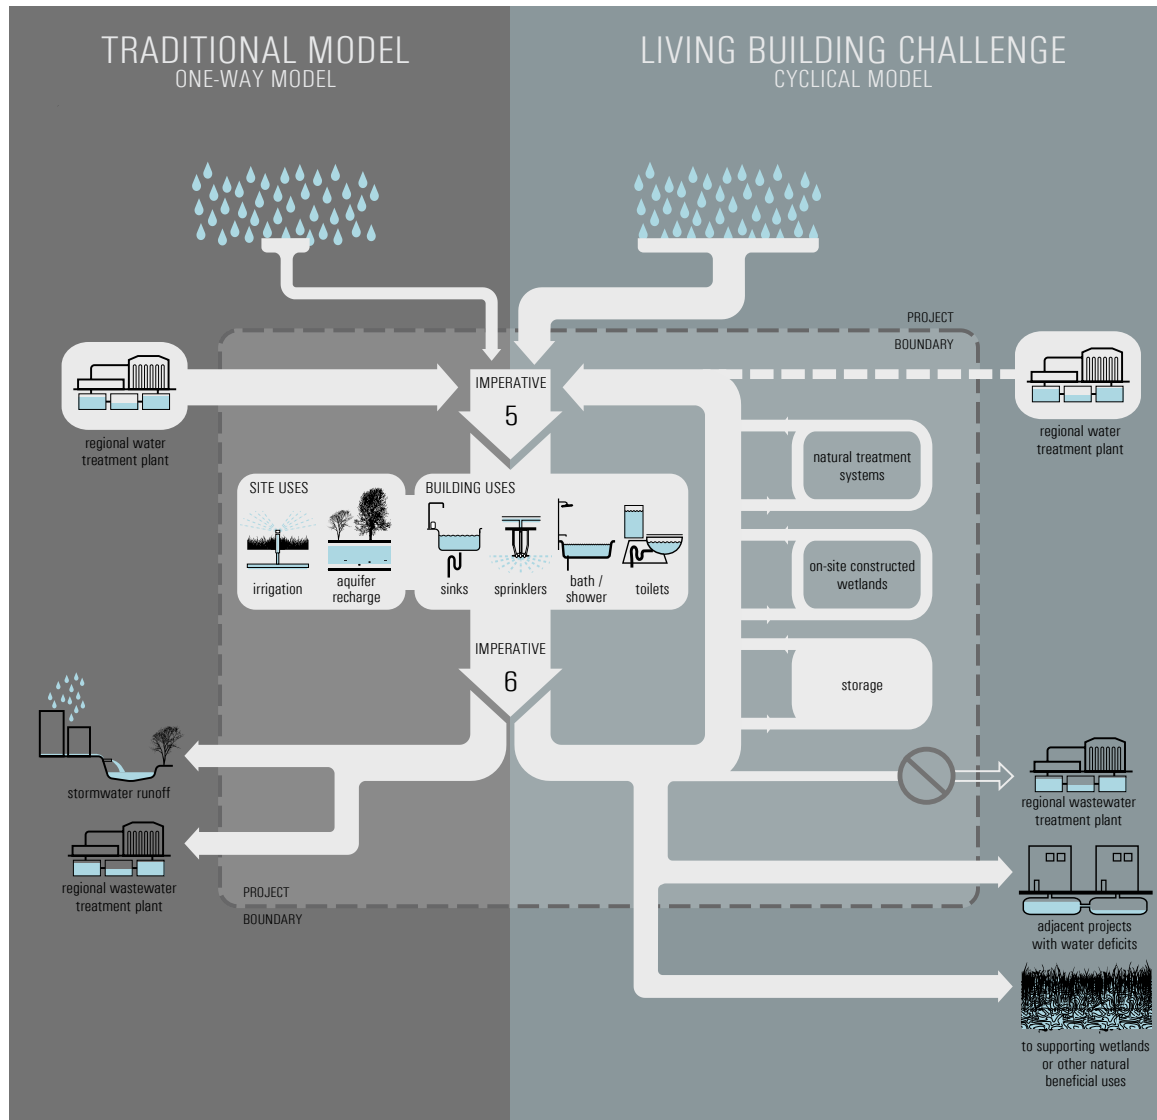 TRADITIONAL MODEL
ONE-WAY MODEL
LIVING BUILDING CHALLENGE
CYCLICAL MODEL
PROJECT
BOUNDARY
regional water
treatment plant
IMPERATIVE
5
regional water
treatment plant
natural treatment
systems
SITE USES
irrigation
aquifer
recharge
BUILDING USES
sinks
sprinklers
bath /
shower
toilets
on-site constructed
wetlands
IMPERATIVE
6
storage
stormwater runoff
regional wastewater
treatment plant
regional wastewater
treatment plant
PROJECT
BOUNDARY
adjacent projects
with water deficits
to supporting wetlands
or other natural
beneficial uses